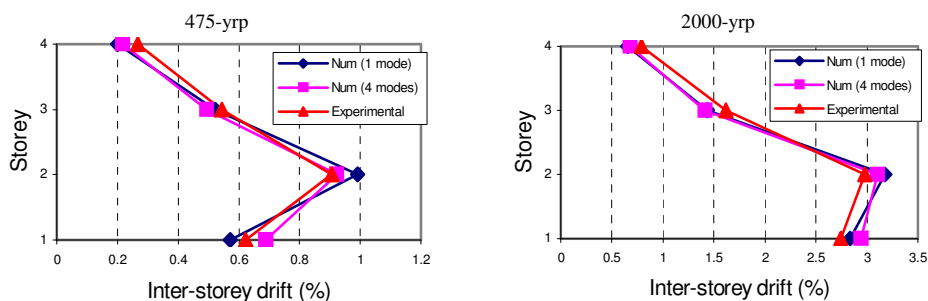 475-yrp
4
3
2
1
Storey
Num (1 mode)
Num (4 modes)
Experimental
0 0.2 0.4 0.6 0.8 1 1.2
Inter-storey drift (%)
2000-yrp
4
3
2
1
Storey
Num (1 mode)
Num (4 modes)
Experimental
0 0.5 1 1.5 2 2.5 3 3.5
Inter-storey drift (%)